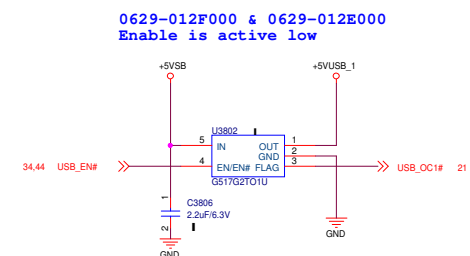 0629-012F000 & 0629-012E000
Enable is active low
+5VSB
+5VUSB_1
U3802
5 IN OUT 1
GND 2
34,44 USB_EN# 4 EN/EN# FLAG 3 USB_OC1# 21
G517G2TO1U
1
C3806
2.2uF/6.3V
2
GND
GND